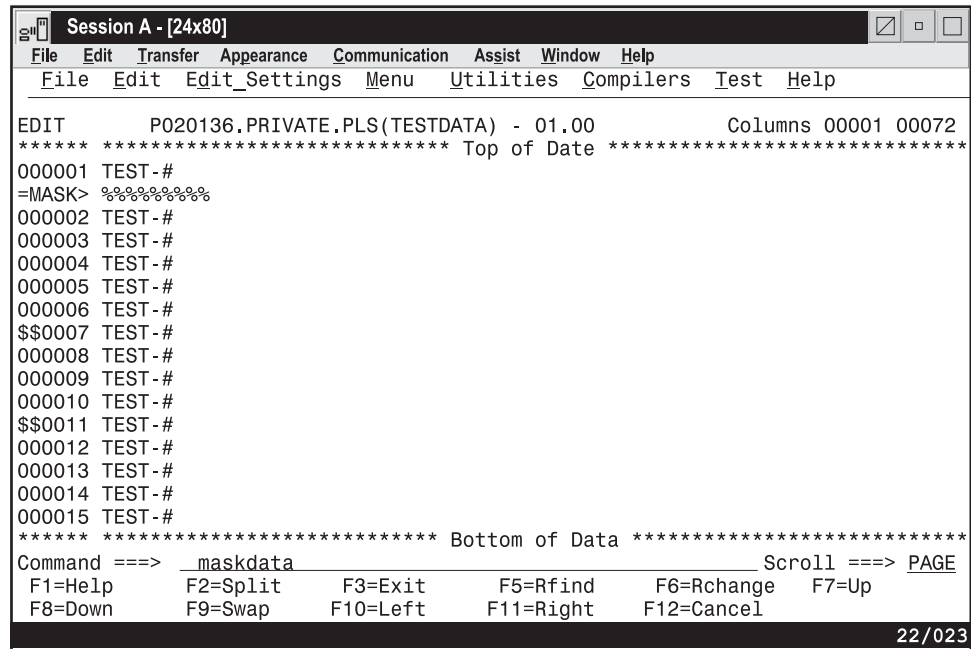 Session A - [24x80]
File Edit Transfer Appearance Communication Assist Window Help
File Edit Edit_Settings Menu Utilities Compilers Test Help
EDIT PO20136.PRIVATE.PLS(TESTDATA) - 01.00 Columns 00001 00072
****** ***************************** Top of Date ******************************
000001 TEST-#
=MASK> %%%%%%%%%
000002 TEST-#
000003 TEST-#
000004 TEST-#
000005 TEST-#
000006 TEST-#
$$0007 TEST-#
000008 TEST-#
000009 TEST-#
000010 TEST-#
$$0011 TEST-#
000012 TEST-#
000013 TEST-#
000014 TEST-#
000015 TEST-#
****** **************************** Bottom of Data ****************************
Command ===> maskdata Scroll ===> PAGE
F1=Help F2=Split F3=Exit F5=Rfind F6=Rchange F7=Up
F8=Down F9=Swap F10=Left F11=Right F12=Cancel
22/023